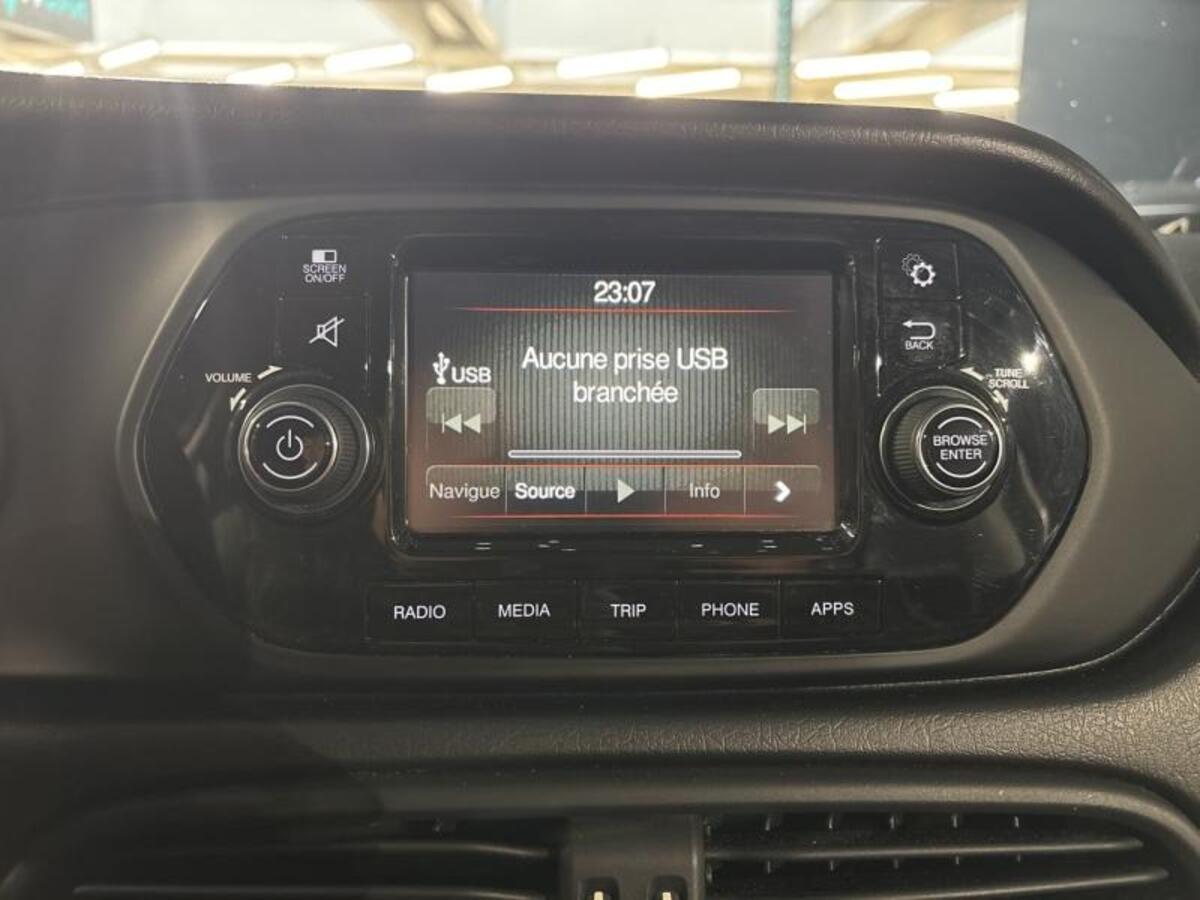 SCREEN
ON/OFF
VOLUME
23:07
USB
Aucune prise USB
branchée
Navigue
Source
Info
BACK
TUNE
SCROLL
BROWSE
ENTER
RADIO
MEDIA
TRIP
PHONE
APPS